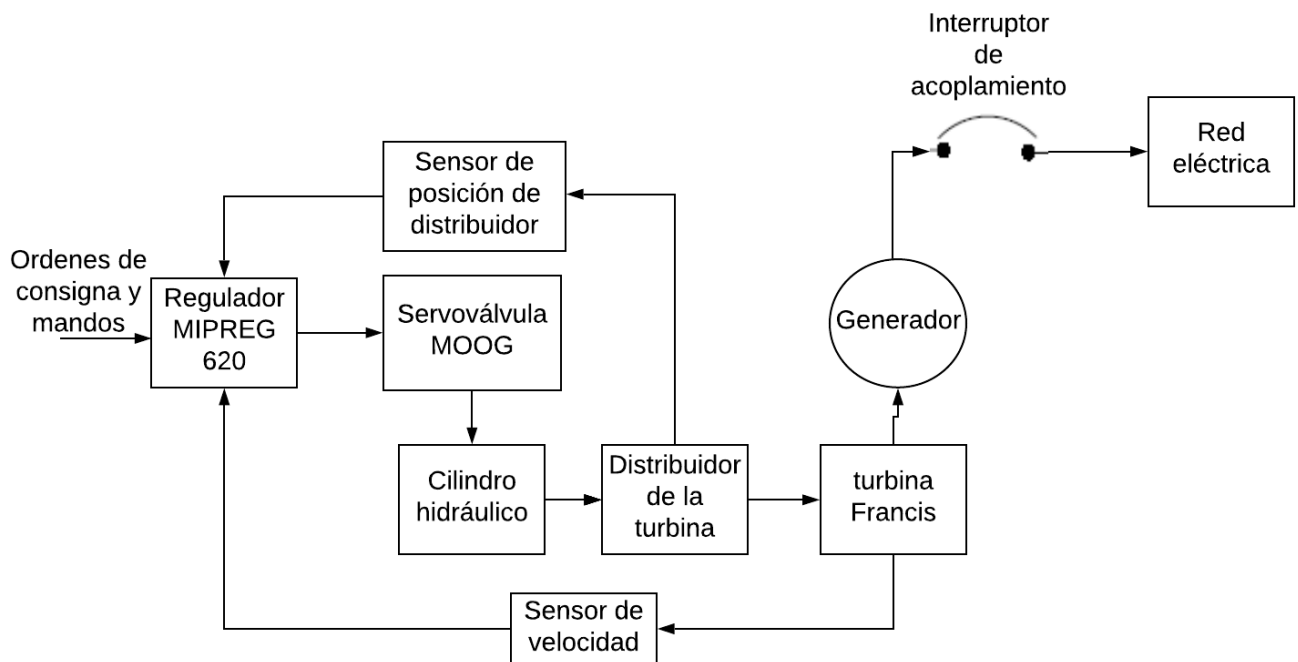 Interruptor
de
acoplamiento
Red
eléctrica
Sensor de
posición de
distribuidor
Ordenes de
consigna y
mandos
Regulador
MIPREG
620
Servoválvula
MOOG
Generador
Cilindro
hidráulico
Distribuidor
de la
turbina
turbina
Francis
Sensor de
velocidad